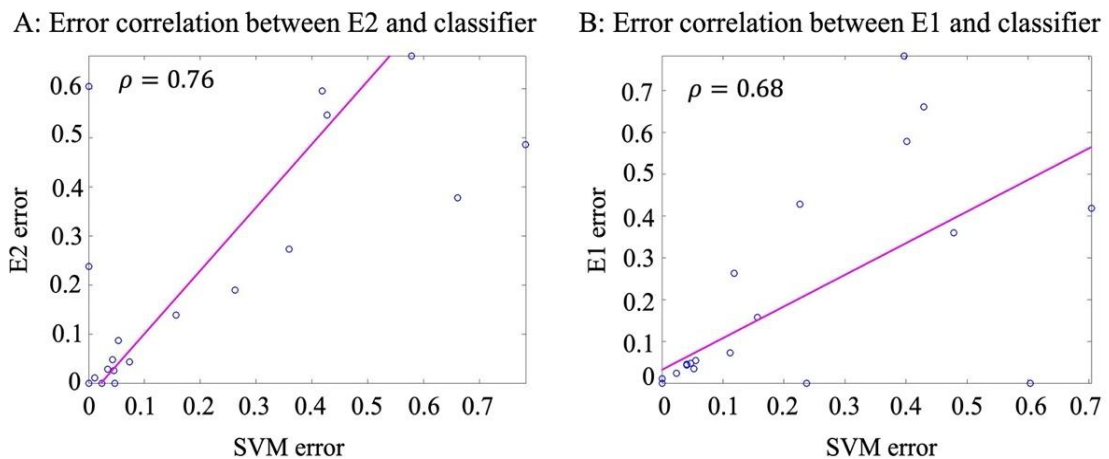 A: Error correlation between E2 and classifier
ρ = 0.76
E2 error
0.6
0.5
0.4
0.3
0.2
0.1
0
0 0.1 0.2 0.3 0.4 0.5 0.6 0.7
SVM error
B: Error correlation between E1 and classifier
ρ = 0.68
E1 error
0.7
0.6
0.5
0.4
0.3
0.2
0.1
0
0 0.1 0.2 0.3 0.4 0.5 0.6 0.7
SVM error